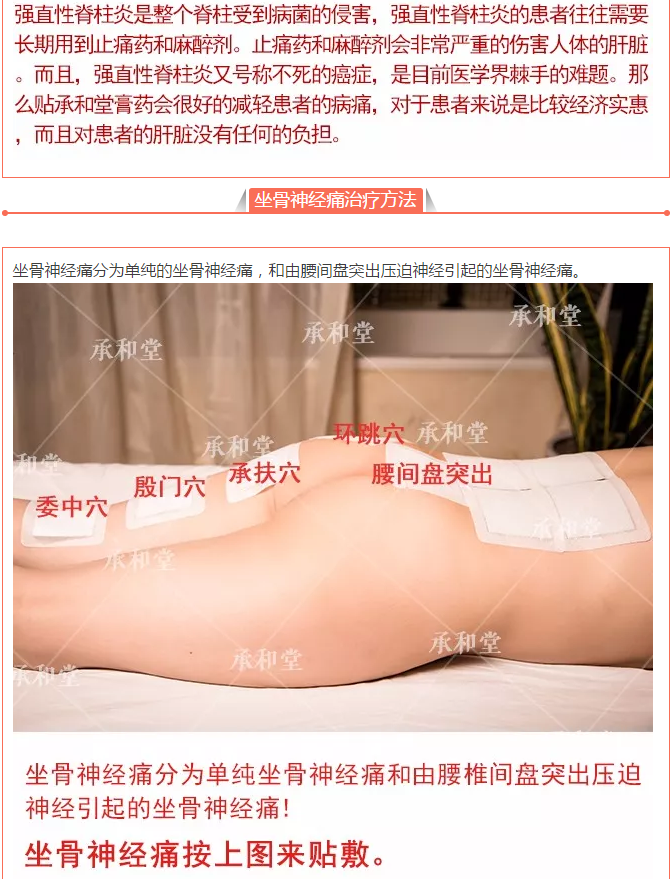 强直性脊柱炎是整个脊柱受到病菌的侵害，强直性脊柱炎的患者往往需要
长期用到止痛药和麻醉剂。止痛药和麻醉剂会非常严重的伤害人体的肝脏
。而且，强直性脊柱炎又号称不死的癌症，是目前医学界棘手的难题。那
么贴承和堂膏药会很好的减轻患者的病痛，对于患者来说是比较经济实惠
，而且对患者的肝脏没有任何的负担。
坐骨神经痛治疗方法
坐骨神经痛分为单纯的坐骨神经痛，和由腰间盘突出压迫神经引起的坐骨神经痛。
承和堂
承和堂
承和堂
环跳穴
承和堂
承和堂
和堂
承扶穴
腰间盘突出
殷门穴
委中穴
承和堂
承和堂
承和堂
承和堂
承和堂
坐骨神经痛分为单纯坐骨神经痛和由腰椎间盘突出压迫
神经引起的坐骨神经痛!
坐骨神经痛按上图来贴敷。